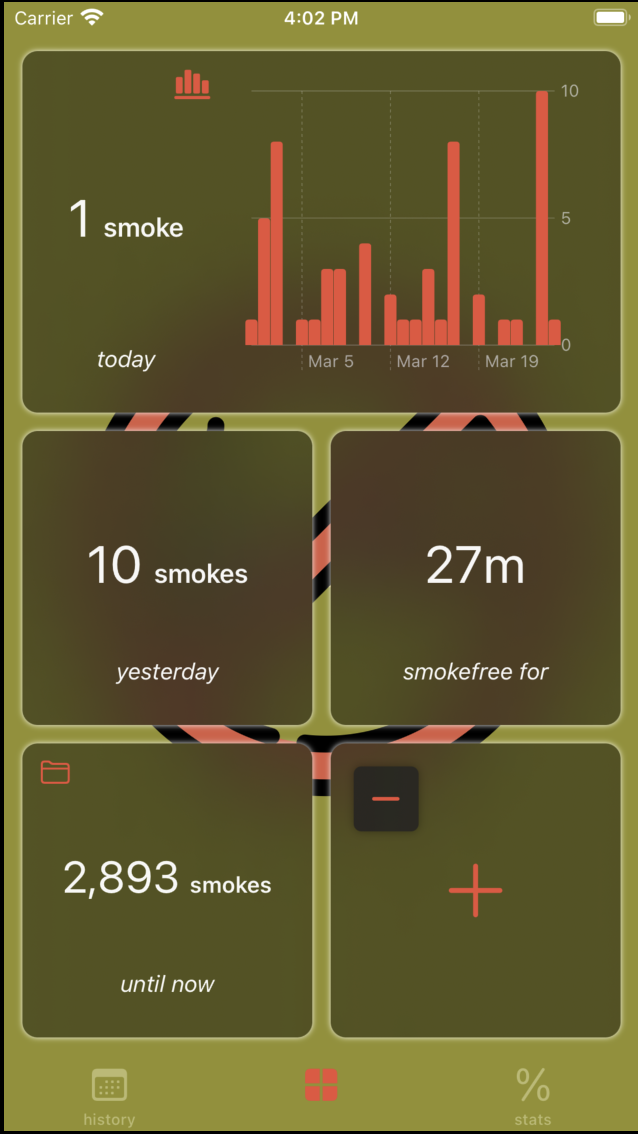 Carrier 4:02 PM
10
5
0
Mar 5 Mar 12 Mar 19
1 smoke
today
10 smokes
yesterday
27m
smokefree for
2,893 smokes
until now
history
%
stats